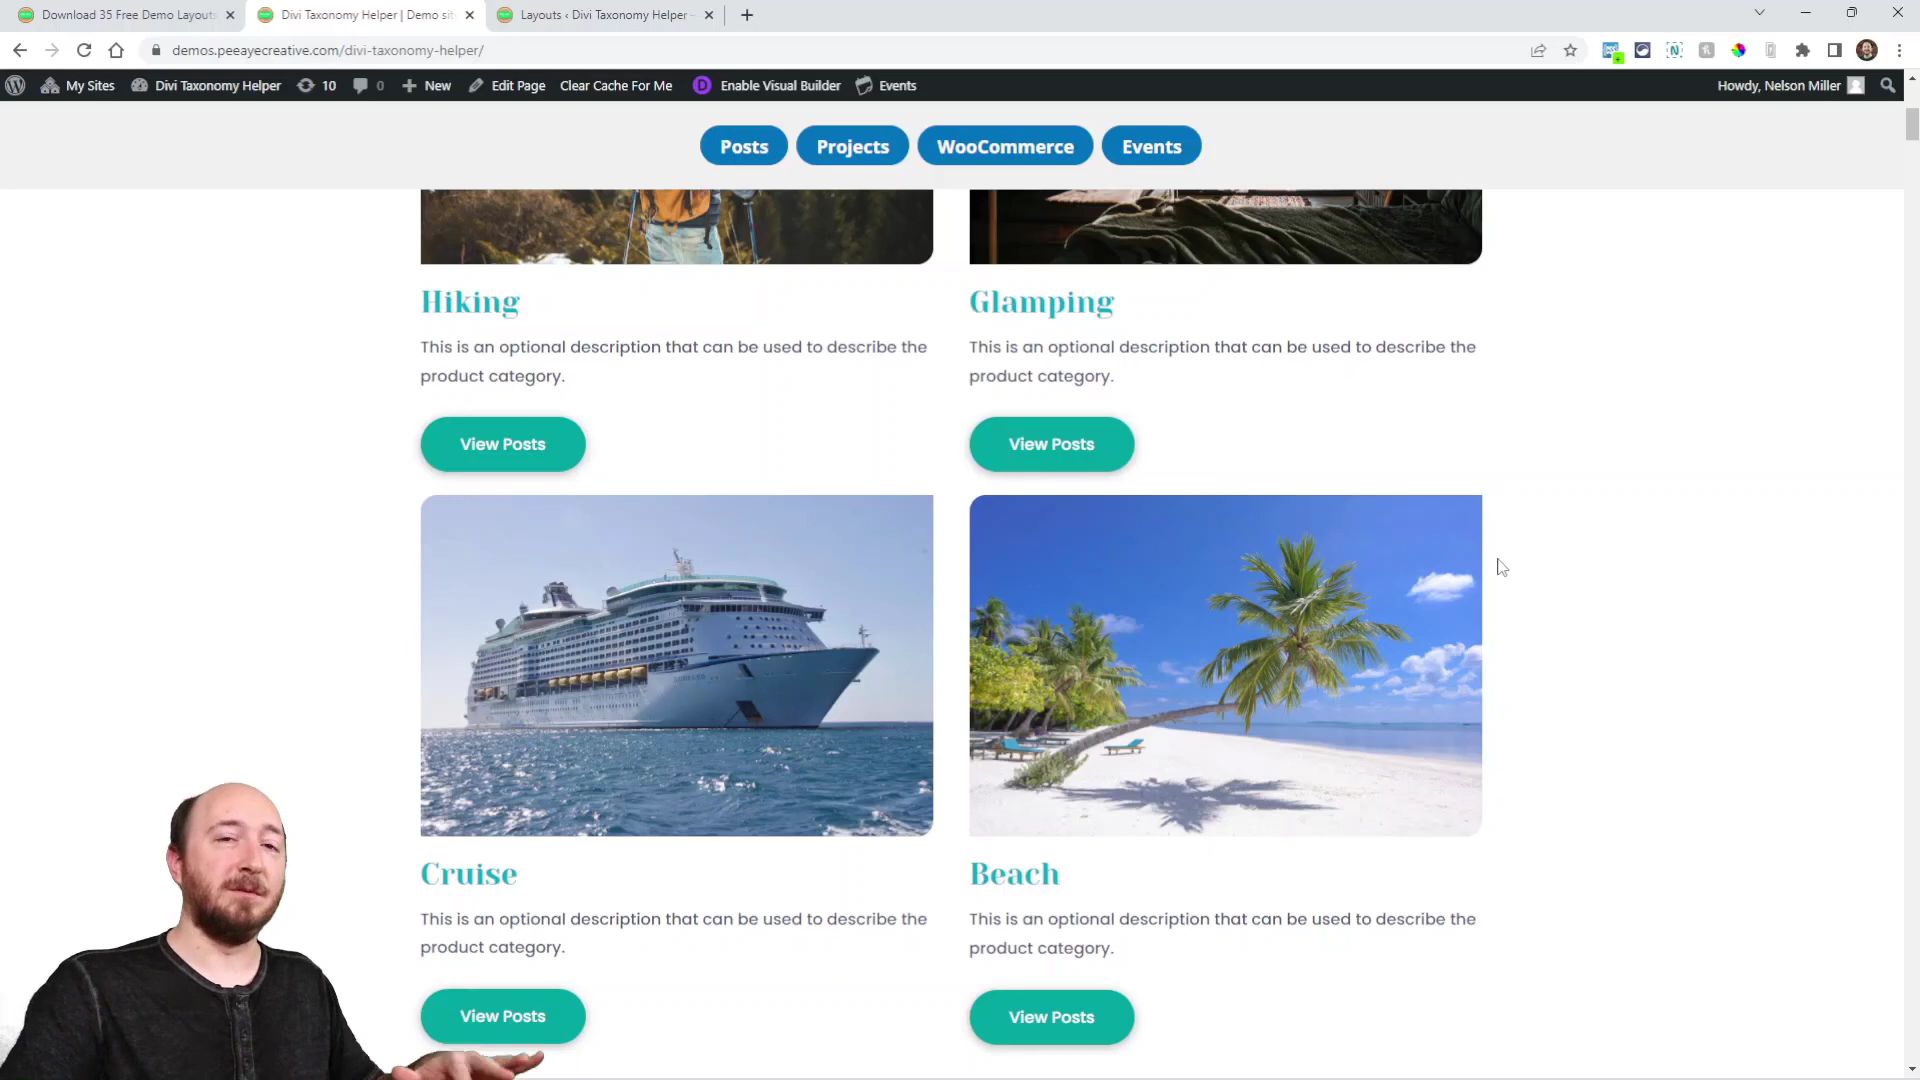 Download 35 Free Demo Layouts
Divi Taxonomy Helper | Demo sit
Layouts ‹ Divi Taxonomy Helper -
demos.peeayecreative.com/divi-taxonomy-helper/
My Sites Divi Taxonomy Helper 10 0 New Edit Page Clear Cache For Me D Enable Visual Builder Events Howdy, Nelson Miller
Posts Projects WooCommerce Events
Hiking
This is an optional description that can be used to describe the
product category.
View Posts
Glamping
This is an optional description that can be used to describe the
product category.
View Posts
Cruise
This is an optional description that can be used to describe the
product category.
View Posts
Beach
This is an optional description that can be used to describe the
product category.
View Posts